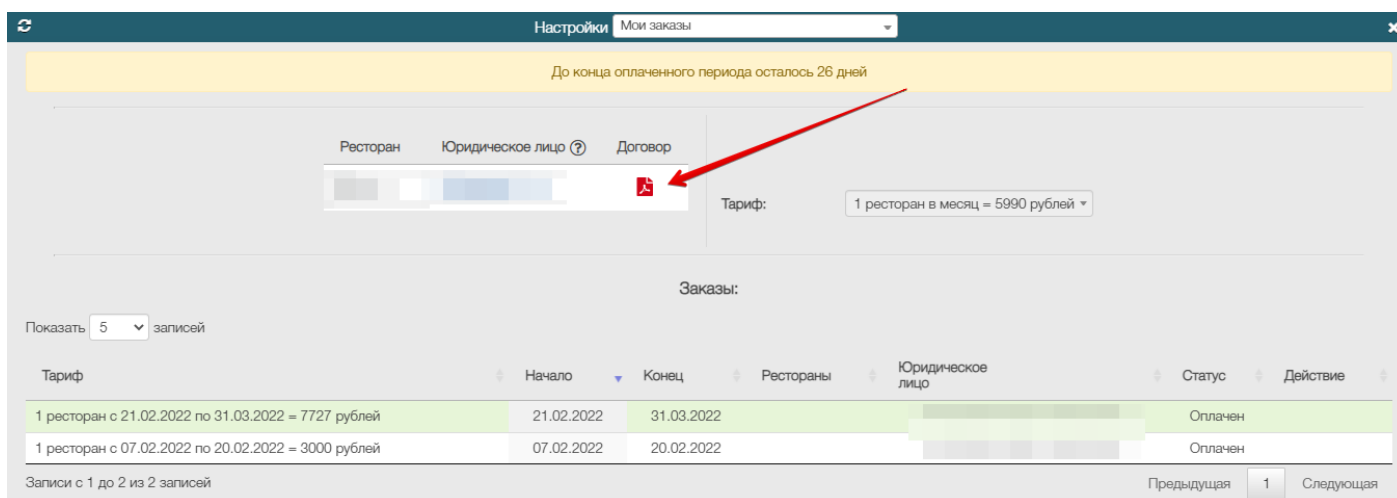 Настройки Мои заказы
До конца оплаченного периода осталось 26 дней
Ресторан Юридическое лицо ? Договор
Тариф: 1 ресторан в месяц = 5990 рублей
Заказы:
Показать 5 записей
Тариф Начало Конец Рестораны Юридическое лицо Статус Действие
1 ресторан с 21.02.2022 по 31.03.2022 = 7727 рублей 21.02.2022 31.03.2022 Оплачен
1 ресторан с 07.02.2022 по 20.02.2022 = 3000 рублей 07.02.2022 20.02.2022 Оплачен
Записи с 1 до 2 из 2 записей Предыдущая 1 Следующая